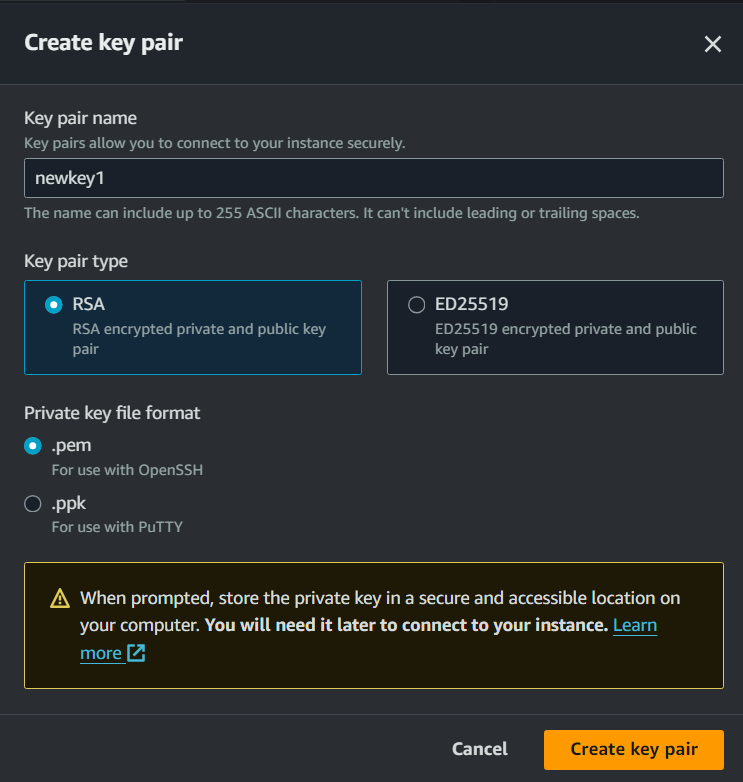 Create key pair
Key pair name
Key pairs allow you to connect to your instance securely.
newkey1
The name can include up to 255 ASCII characters. It can't include leading or trailing spaces.
Key pair type
RSA
RSA encrypted private and public key
pair
ED25519
ED25519 encrypted private and public
key pair
Private key file format
.pem
For use with OpenSSH
.ppk
For use with PuTTY
When prompted, store the private key in a secure and accessible location on
your computer. You will need it later to connect to your instance. Learn
more
Cancel
Create key pair